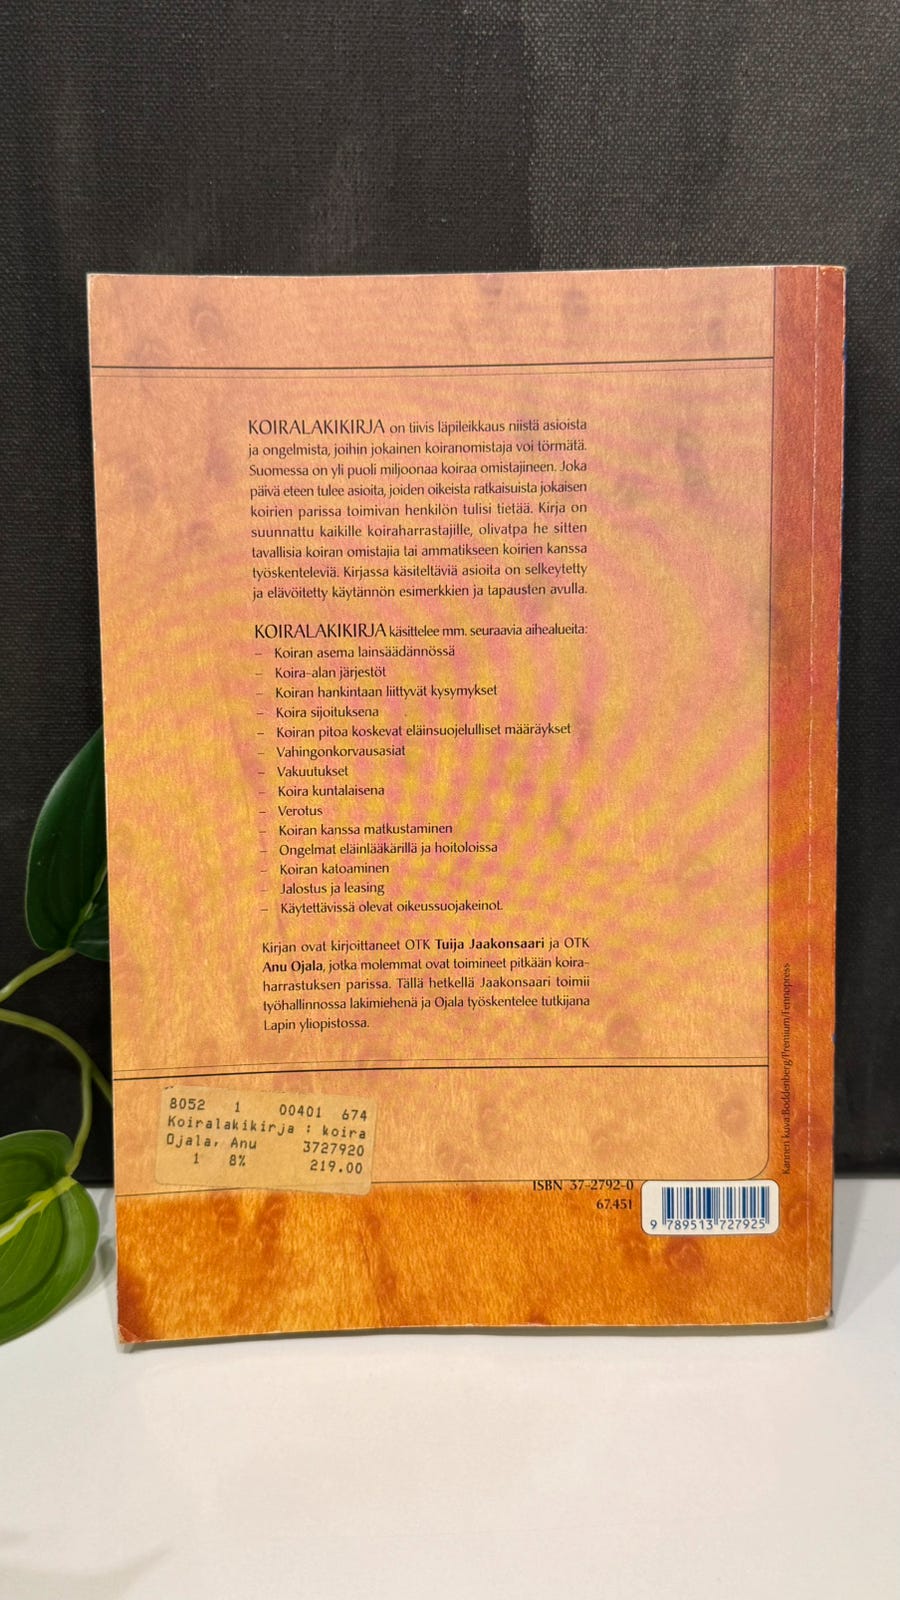 KOIRALAKIKIRJA on tiivis läpileikkaus niistä asioista
ja ongelmista, joihin jokainen koiranomistaja voi törmätä.
Suomessa on yli puoli miljoonaa koiraa omistajineen. Joka
päivä eteen tulee asioita, joiden oikeista ratkaisuista jokaisen
koirien parissa toimivan henkilön tulisi tietää. Kirja on
suunnattu kaikille koiraharrastajille, olivatpa he sitten
tavallisia koiran omistajia tai ammatikseen koirien kanssa
työskenteleviä. Kirjassa käsiteltäviä asioita on selkeytetty
ja elävöitetty käytännön esimerkkien ja tapausten avulla.
KOIRALAKIKIRJA käsittelee mm. seuraavia aihealueita:
– Koiran asema lainsäädännössä
– Koira-alan järjestöt
– Koiran hankintaan liittyvät kysymykset
– Koira sijoituksena
– Koiran pitoa koskevat eläinsuojelulliset määräykset
– Vahingonkorvausasiat
– Vakuutukset
– Koira kuntalaisena
– Verotus
– Koiran kanssa matkustaminen
– Ongelmat eläinlääkärillä ja hoitoloissa
– Koiran katoaminen
– Jalostus ja leasing
– Käytettävissä olevat oikeussuojakeinot.
Kirjan ovat kirjoittaneet OTK Tuija Jaakonsaari ja OTK
Anu Ojala, jotka molemmat ovat toimineet pitkään koira-
harrastuksen parissa. Tällä hetkellä Jaakonsaari toimii
työhallinnossa lakimiehenä ja Ojala työskentelee tutkijana
Lapin yliopistossa.
Kannen kuva:Boddenberg/Premium/Fennopress
8052 1 00401 674
Koiralakikirja : koira
Ojala, Anu 3727920
1 8% 219.00
ISBN 37-2792-0
67.451
9 789513 727925